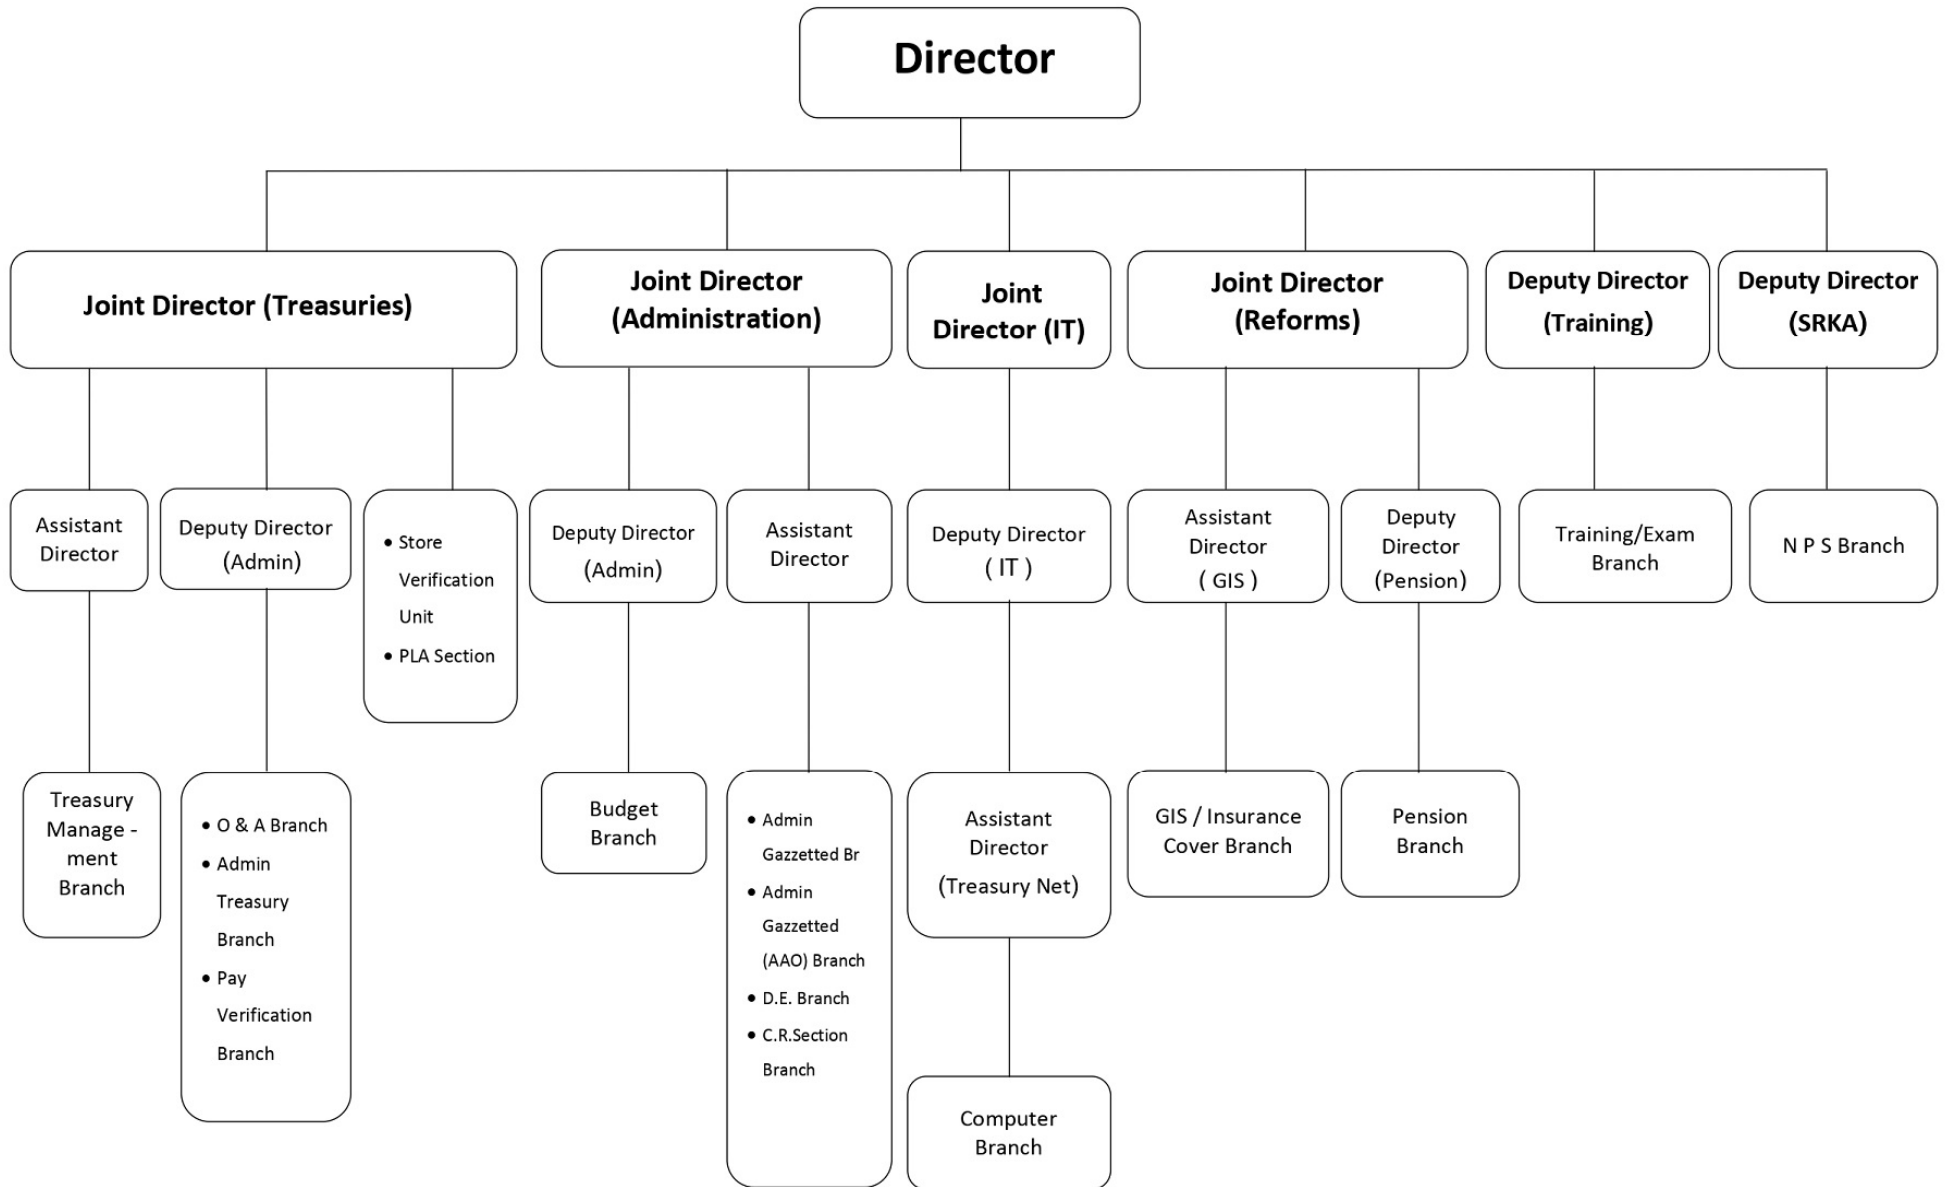 Director
Joint Director (Treasuries)
Joint Director
(Administration)
Joint
Director (IT)
Joint Director
(Reforms)
Deputy Director
(Training)
Deputy Director
(SRKA)
Assistant
Director
Deputy Director
(Admin)
• Store
Verification
Unit
• PLA Section
Deputy Director
(Admin)
Assistant
Director
Deputy Director
( IT )
Assistant
Director
( GIS )
Deputy
Director
(Pension)
Training/Exam
Branch
N P S Branch
Treasury
Manage -
ment
Branch
• O & A Branch
• Admin
Treasury
Branch
• Pay
Verification
Branch
Budget
Branch
• Admin
Gazzetted Br
• Admin
Gazzetted
(AAO) Branch
• D.E. Branch
• C.R.Section
Branch
Assistant
Director
(Treasury Net)
GIS / Insurance
Cover Branch
Pension
Branch
Computer
Branch